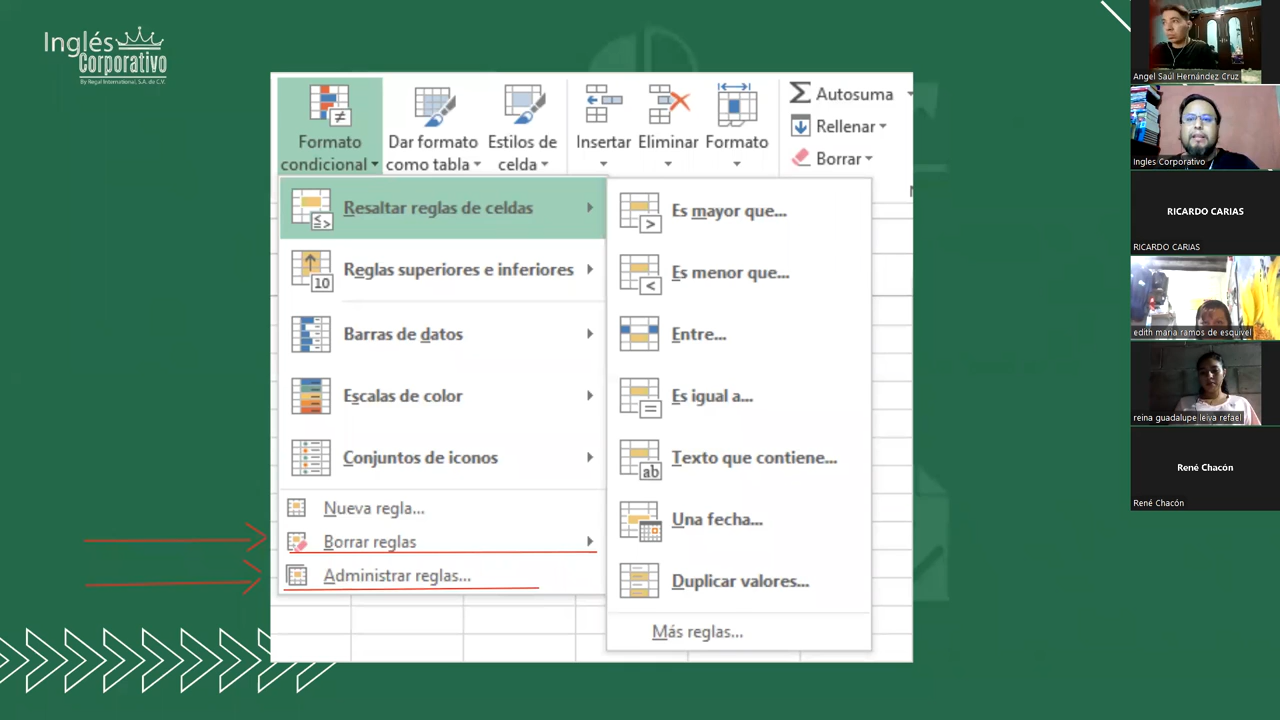 Inglés
Corporativo
By Regal International, S.A. de C.V.
Formato
condicional
Dar formato
como tabla
Estilos de
celda
Insertar
Eliminar
Formato
Autosuma
Rellenar
Borrar
Resaltar reglas de celdas
Reglas superiores e inferiores
10
Barras de datos
Escalas de color
Conjuntos de iconos
Nueva regla...
Borrar reglas
Administrar reglas...
Es mayor que...
Es menor que...
Entre...
Es igual a...
Texto que contiene...
ab
Una fecha...
Duplicar valores...
Más reglas...
Angel Saúl Hernández Cruz
Ingles Corporativo
RICARDO CARIAS
RICARDO CARIAS
edith maria ramos de esquivel
reina guadalupe leiva refael
René Chacón
René Chacón